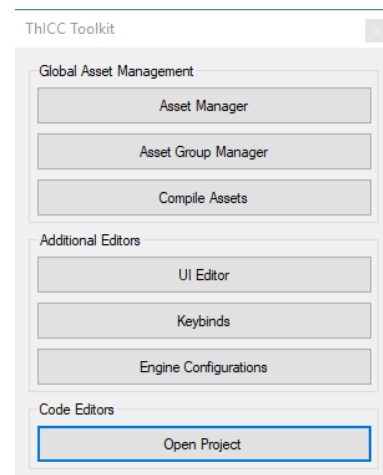 ThICC Toolkit
Global Asset Management
Asset Manager
Asset Group Manager
Compile Assets
Additional Editors
UI Editor
Keybinds
Engine Configurations
Code Editors
Open Project